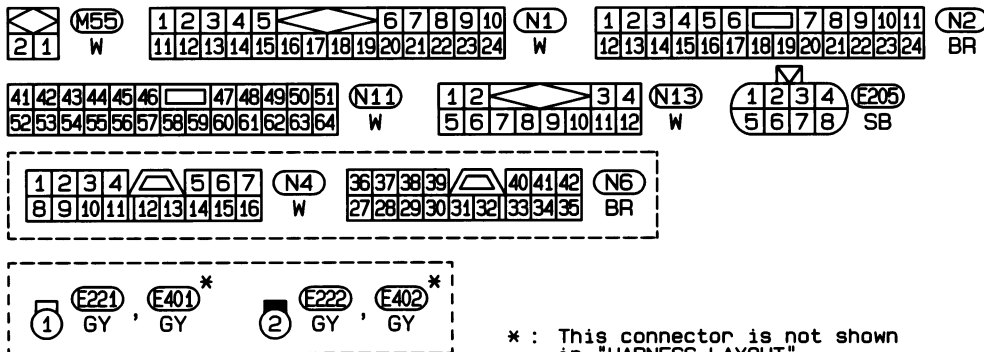 1 2 3 4 5 6 7 8 9 10 1 2 3 4 5 6 7 8 9 10 11
2 1 M55 W 11 12 13 14 15 16 17 18 19 20 21 22 23 24 N1 W 12 13 14 15 16 17 18 19 20 21 22 23 24 N2 BR
41 42 43 44 45 46 47 48 49 50 51 N11 1 2 3 4 N13 1 2 3 4 E205
52 53 54 55 56 57 58 59 60 61 62 63 64 W 5 6 7 8 9 10 11 12 W 5 6 7 8 SB
1 2 3 4 5 6 7 N4 36 37 38 39 40 41 42 N6
8 9 10 11 12 13 14 15 16 W 27 28 29 30 31 32 33 34 35 BR
1 E221 GY , E401 * GY 2 E222 GY , E402 * GY
* : This connector is not shown
in "HARNESS LAYOUT"